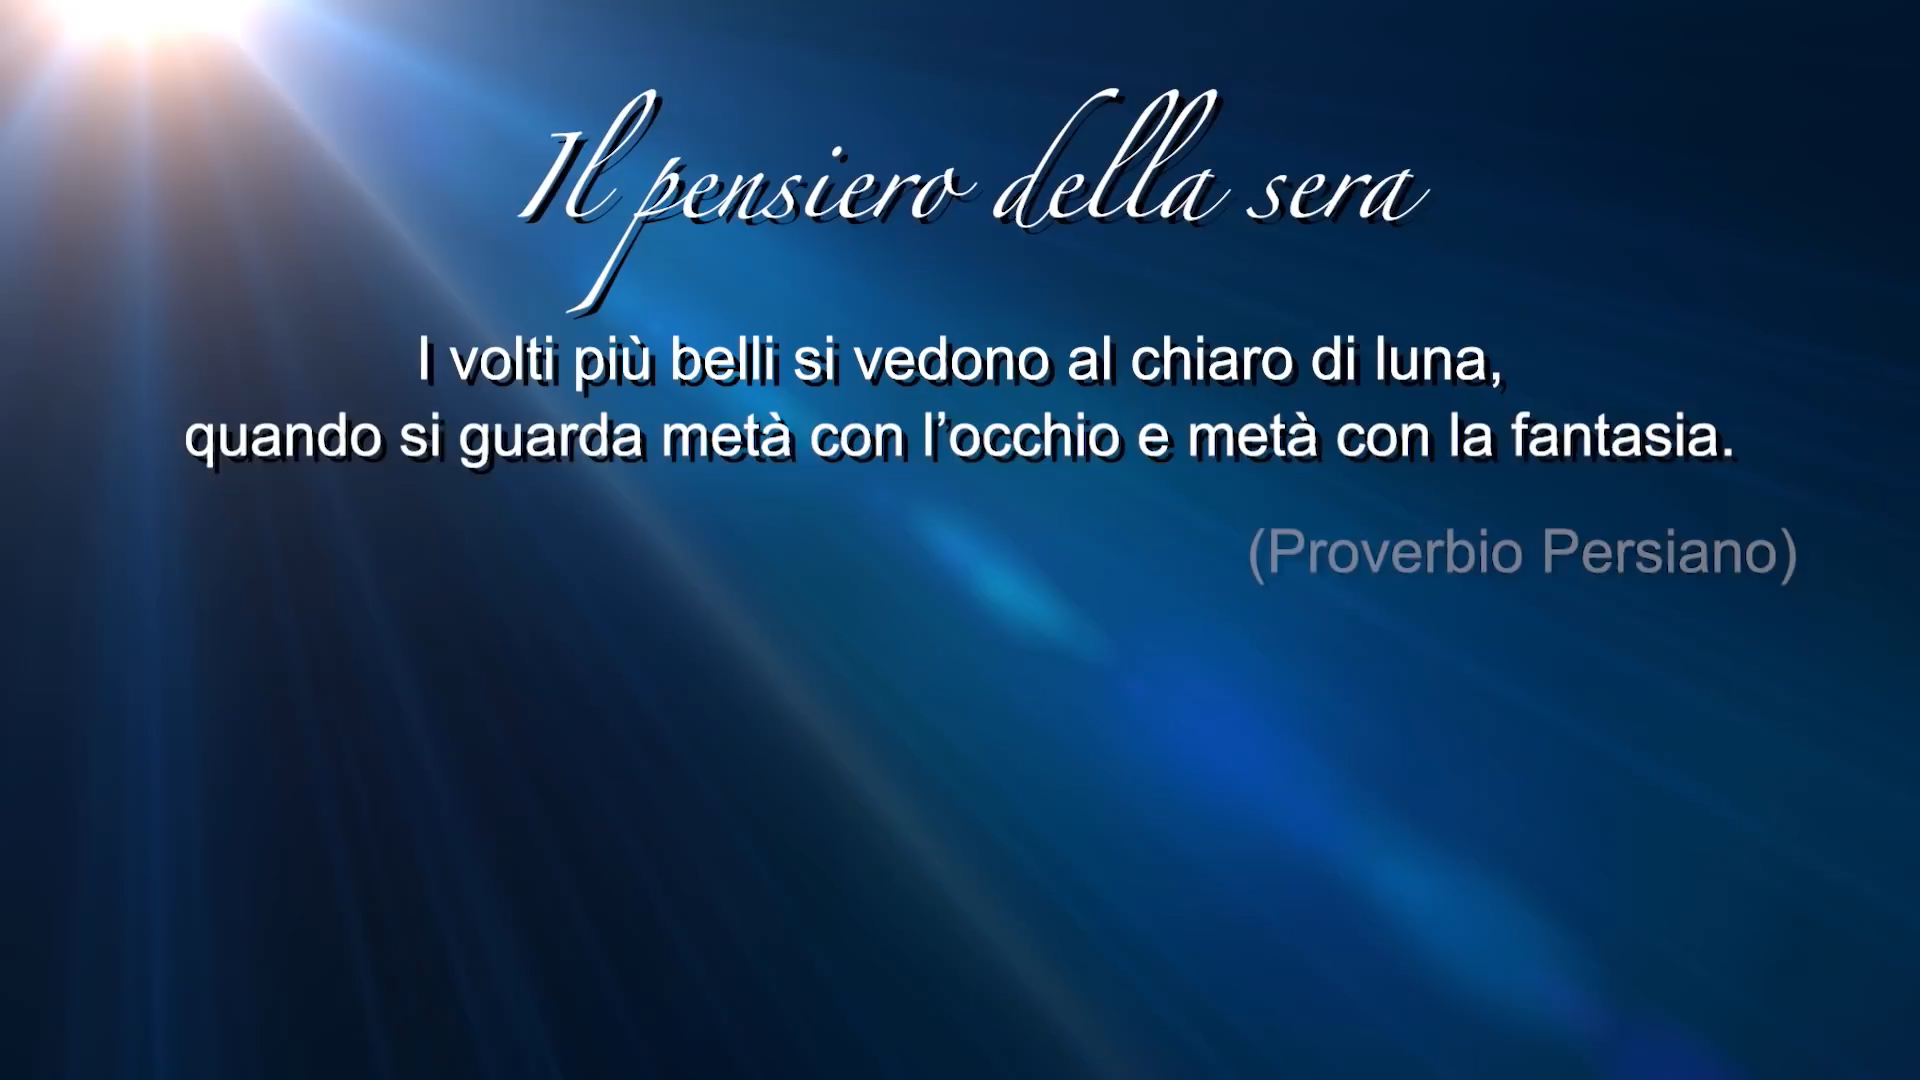 Il pensiero della sera
I volti più belli si vedono al chiaro di luna,
quando si guarda metà con l’occhio e metà con la fantasia.
(Proverbio Persiano)